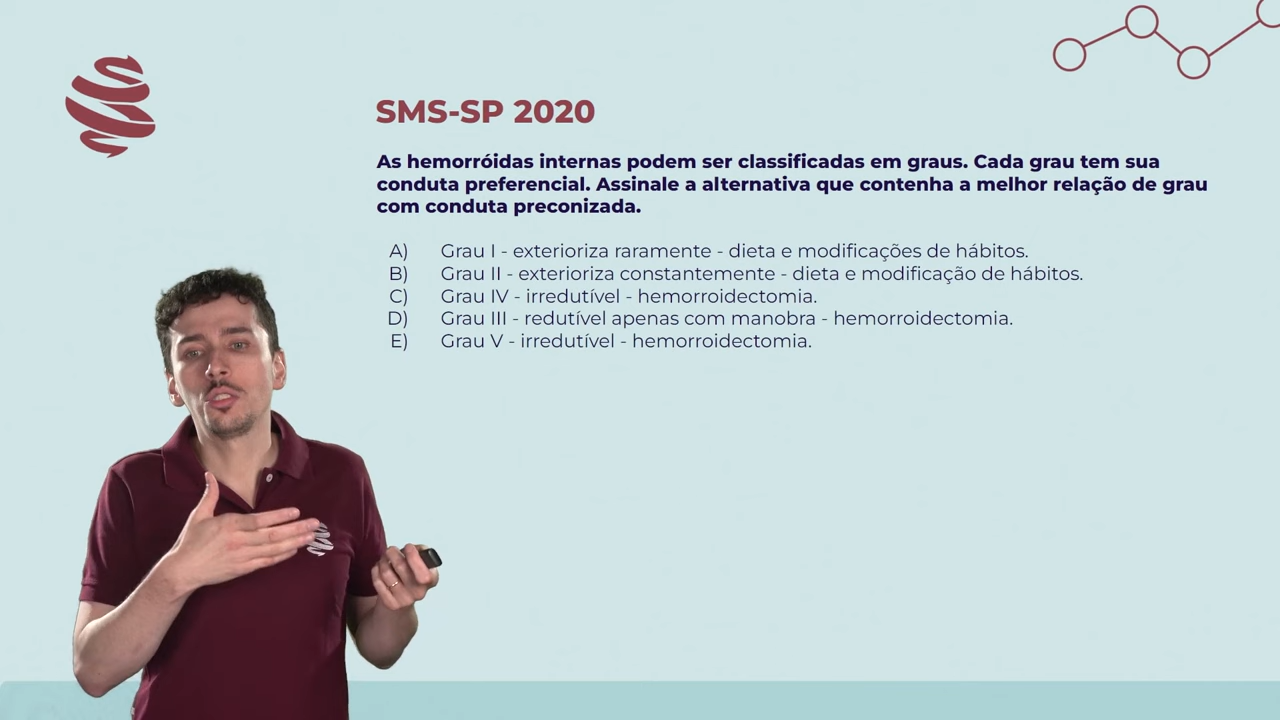 SMS-SP 2020
As hemorróidas internas podem ser classificadas em graus. Cada grau tem sua
conduta preferencial. Assinale a alternativa que contenha a melhor relação de grau
com conduta preconizada.
A) Grau I - exterioriza raramente - dieta e modificações de hábitos.
B) Grau II - exterioriza constantemente - dieta e modificação de hábitos.
C) Grau IV - irredutível - hemorroidectomia.
D) Grau III - redutível apenas com manobra - hemorroidectomia.
E) Grau V - irredutível - hemorroidectomia.